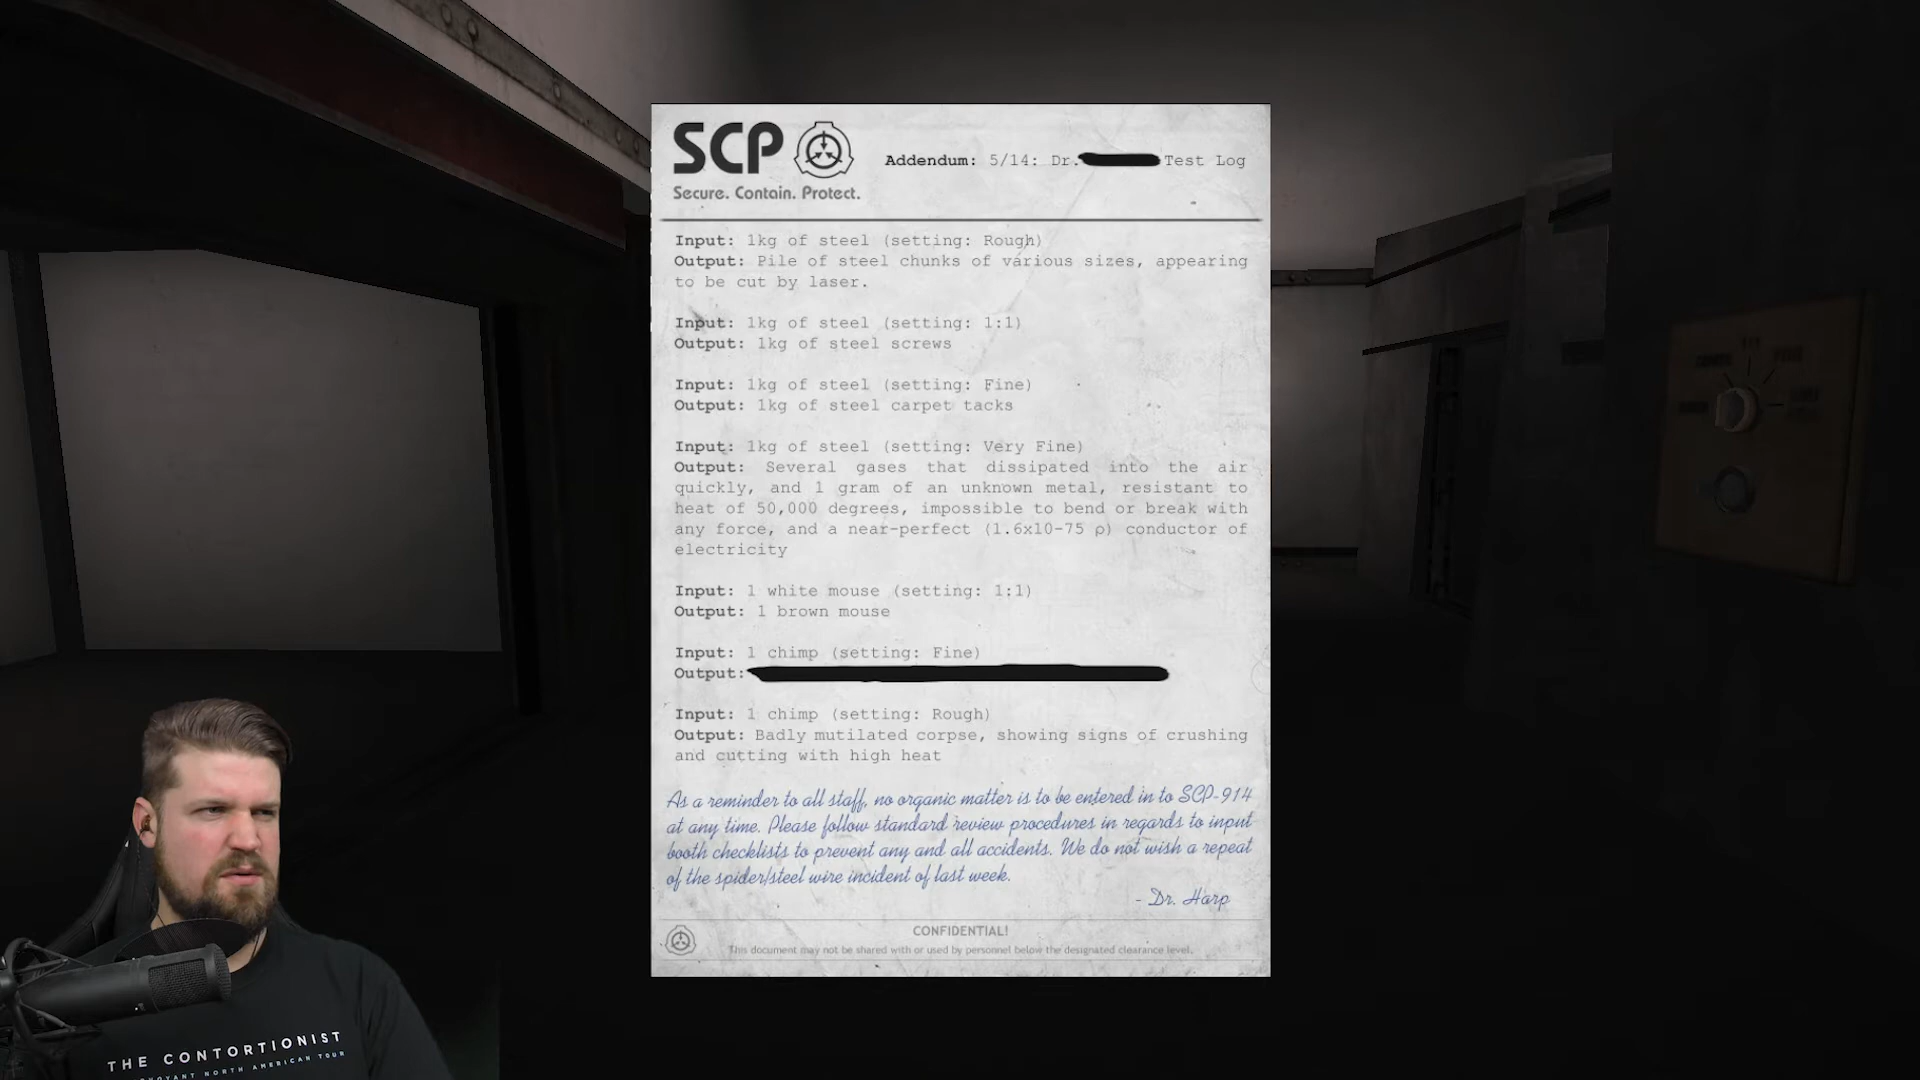 SCP
Secure. Contain. Protect.
Addendum: 5/14: Dr. Test Log
Input: 1kg of steel (setting: Rough)
Output: Pile of steel chunks of various sizes, appearing
to be cut by laser.
Input: 1kg of steel (setting: 1:1)
Output: 1kg of steel screws
Input: 1kg of steel (setting: Fine)
Output: 1kg of steel carpet tacks
Input: 1kg of steel (setting: Very Fine)
Output: Several gases that dissipated into the air
quickly, and 1 gram of an unknown metal, resistant to
heat of 50,000 degrees, impossible to bend or break with
any force, and a near-perfect (1.6x10-75 ρ) conductor of
electricity
Input: 1 white mouse (setting: 1:1)
Output: 1 brown mouse
Input: 1 chimp (setting: Fine)
Output:
Input: 1 chimp (setting: Rough)
Output: Badly mutilated corpse, showing signs of crushing
and cutting with high heat
As a reminder to all staff, no organic matter is to be entered in to SCP-914
at any time. Please follow standard review procedures in regards to input
booth checklists to prevent any and all accidents. We do not wish a repeat
of the spider/steel wire incident of last week.
- Dr. Harp
CONFIDENTIAL!
This document may not be shared with or used by personnel below the designated clearance level.
THE CONTORTIONIST
NORTH AMERICAN TOUR